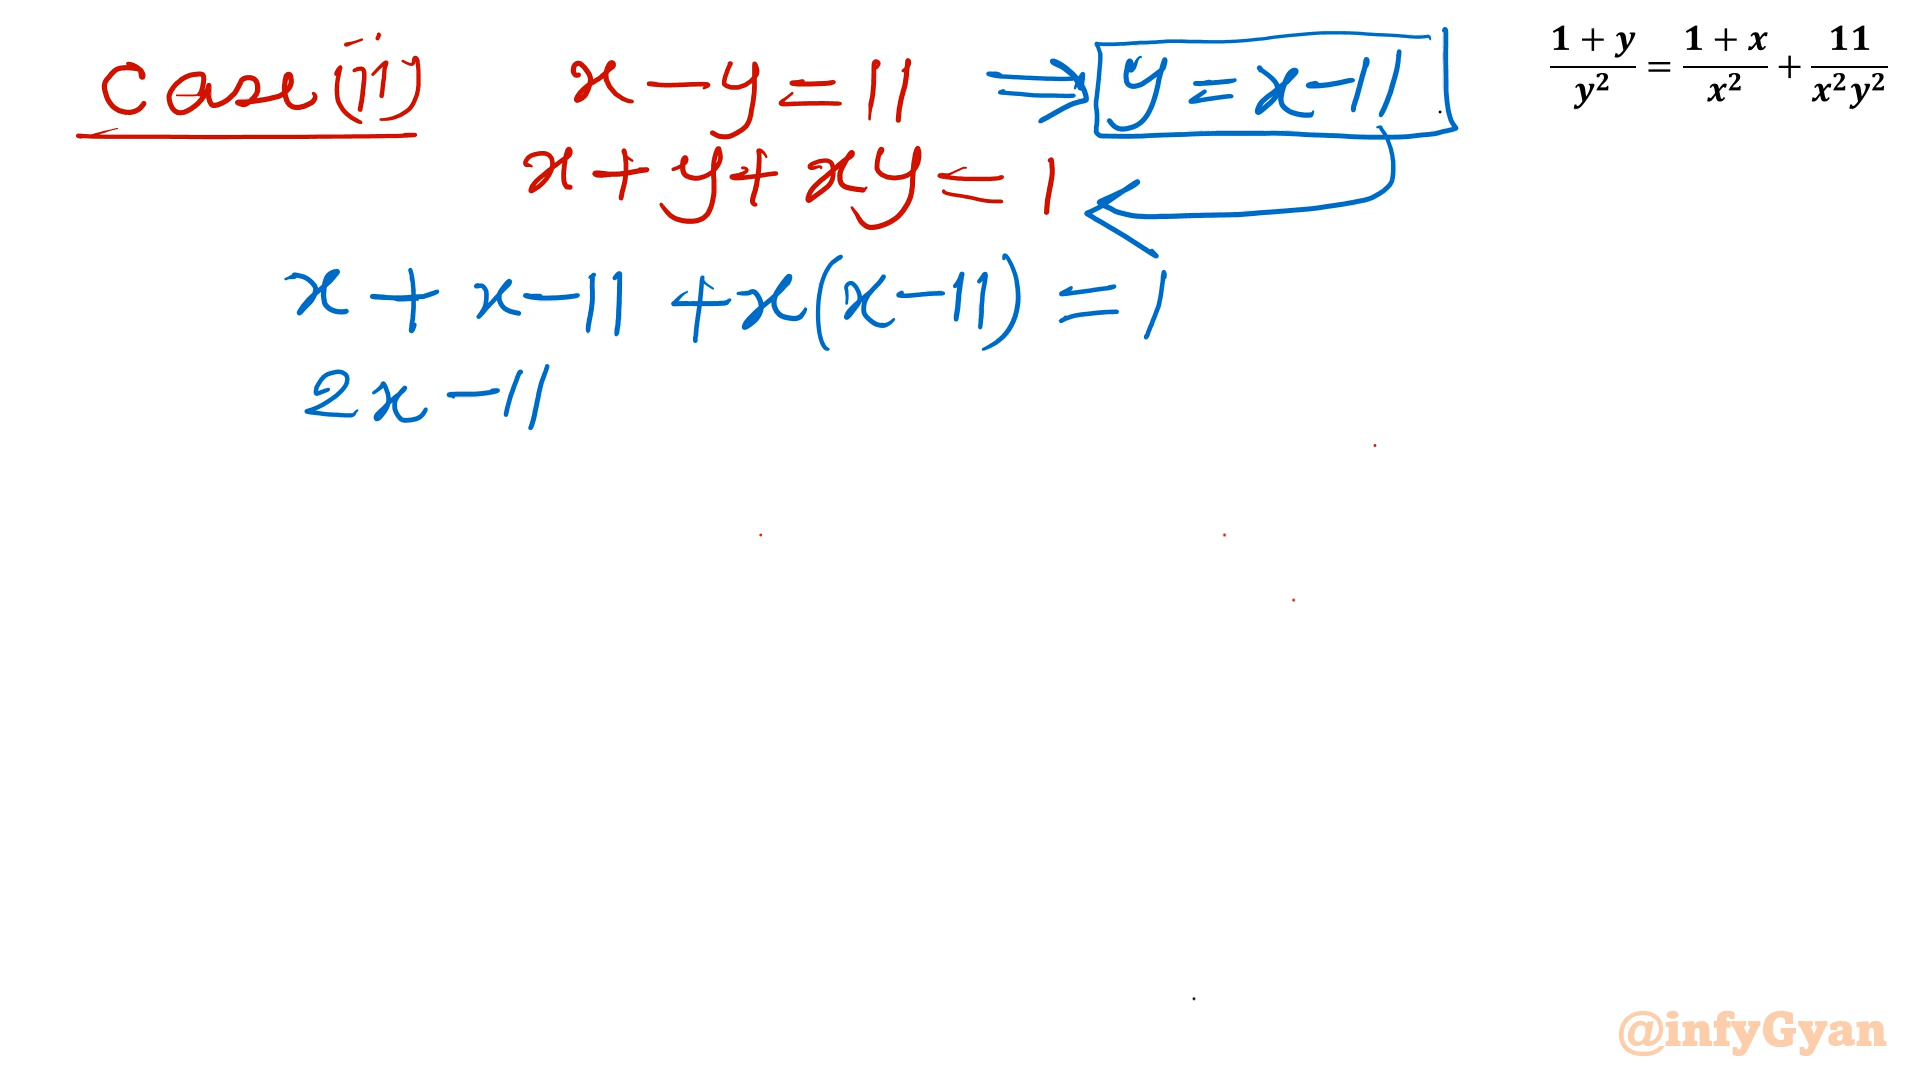 Case (ii) x - y = 11 ⇒ y = x - 11
x + y + xy = 1
x + x - 11 + x(x - 11) = 1
2x - 11
(1 + y)/y² = (1 + x)/x² + 11/(x²y²)
@infyGyan